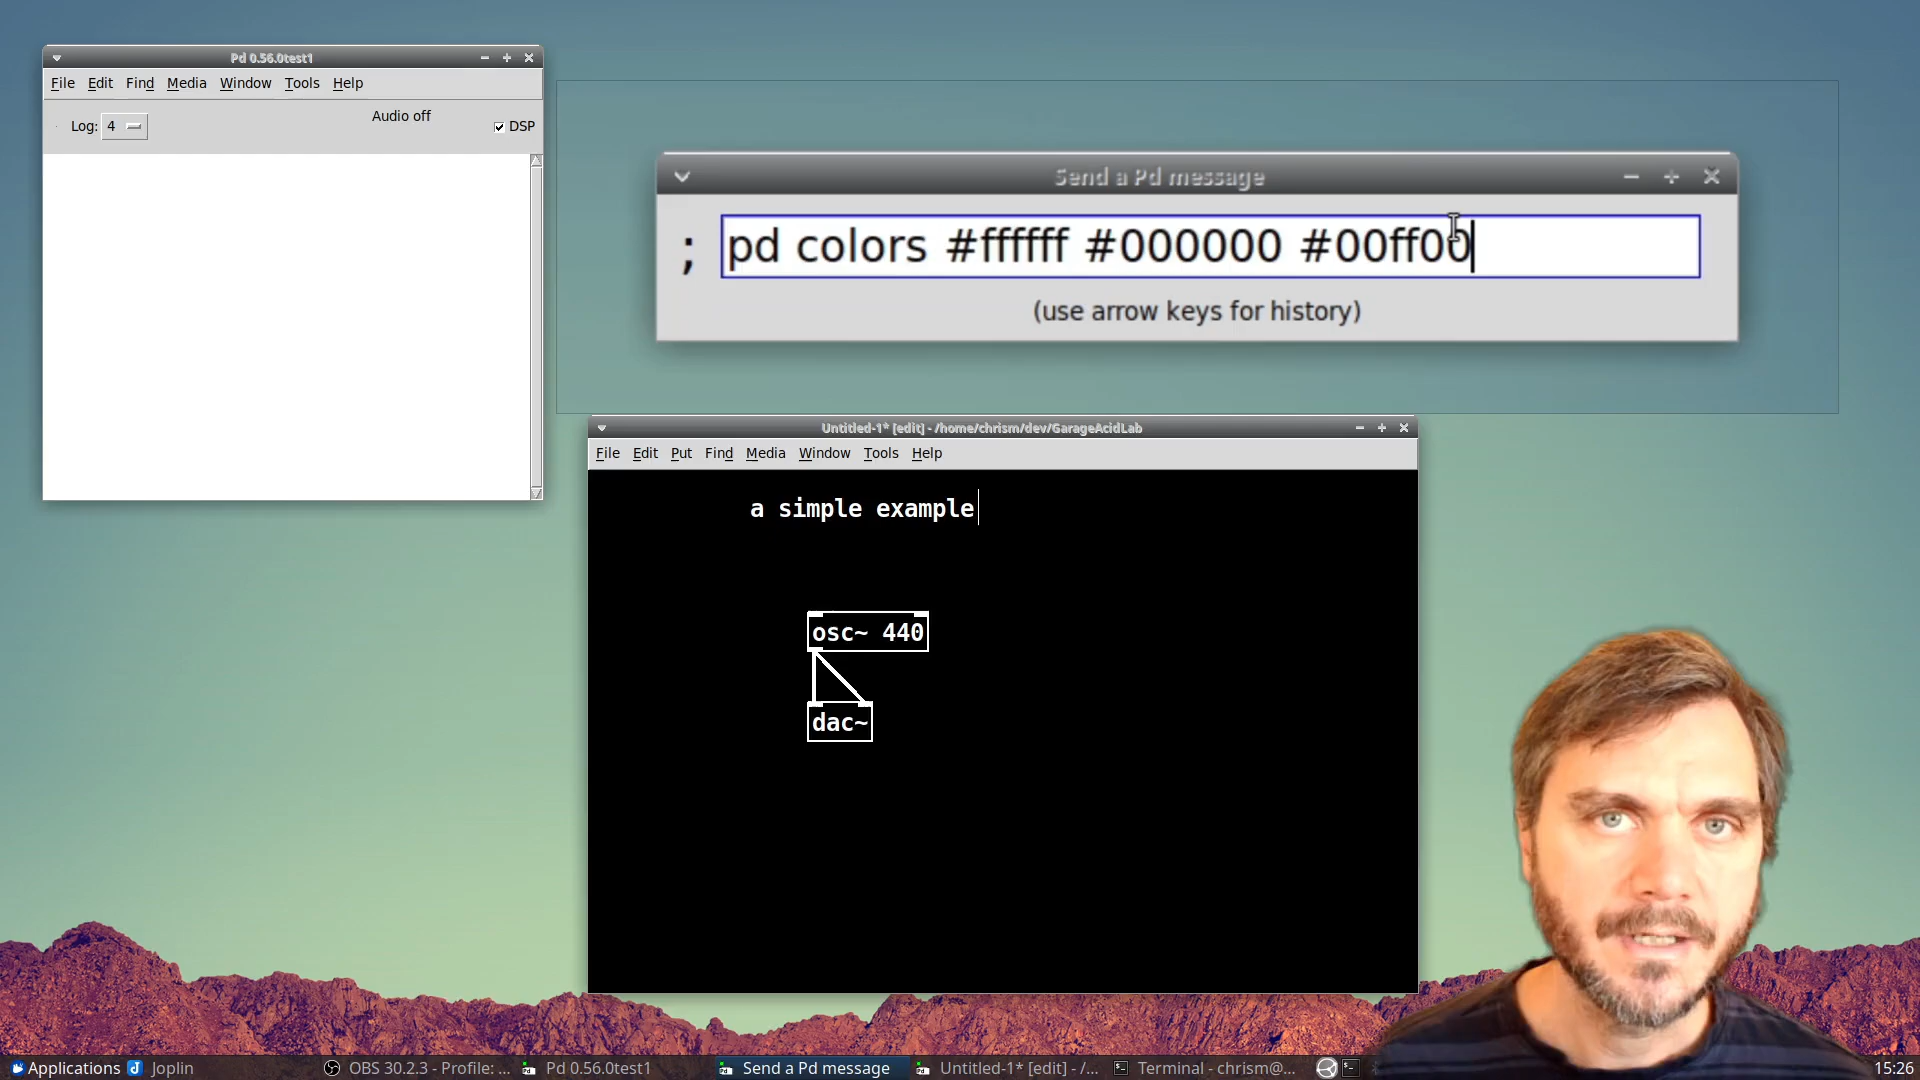 Pd 0.56.0test1
File Edit Find Media Window Tools Help
Audio off
Log: 4
DSP
Send a Pd message
; pd colors #ffffff #000000 #00ff00
(use arrow keys for history)
Untitled-1* [edit] - /home/chrism/dev/GarageAcidLab
File Edit Put Find Media Window Tools Help
a simple example
osc~ 440
dac~
Applications Joplin OBS 30.2.3 - Profile: ... Pd 0.56.0test1 Send a Pd message Untitled-1* [edit] - /... Terminal - chrism@... 15:26